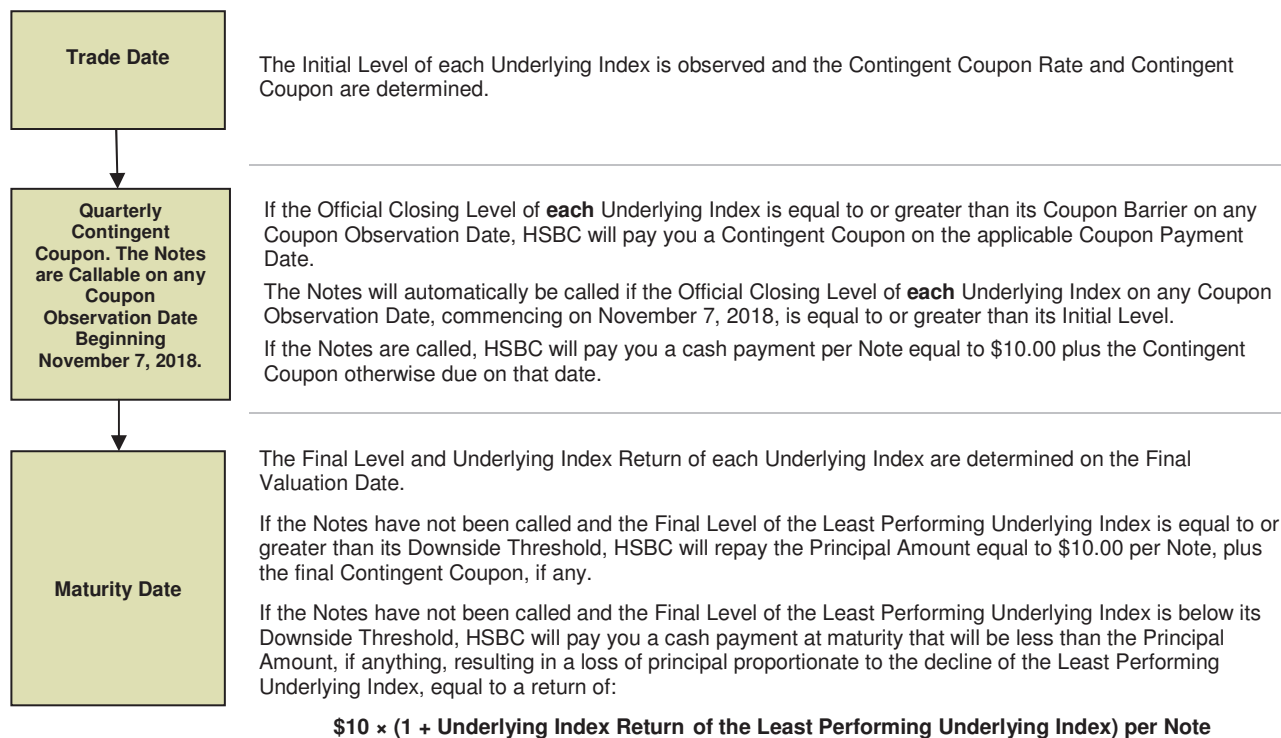 Trade Date
The Initial Level of each Underlying Index is observed and the Contingent Coupon Rate and Contingent
Coupon are determined.
Quarterly
Contingent
Coupon. The Notes
are Callable on any
Coupon
Observation Date
Beginning
November 7, 2018.
If the Official Closing Level of each Underlying Index is equal to or greater than its Coupon Barrier on any
Coupon Observation Date, HSBC will pay you a Contingent Coupon on the applicable Coupon Payment
Date.
The Notes will automatically be called if the Official Closing Level of each Underlying Index on any Coupon
Observation Date, commencing on November 7, 2018, is equal to or greater than its Initial Level.
If the Notes are called, HSBC will pay you a cash payment per Note equal to $10.00 plus the Contingent
Coupon otherwise due on that date.
Maturity Date
The Final Level and Underlying Index Return of each Underlying Index are determined on the Final
Valuation Date.
If the Notes have not been called and the Final Level of the Least Performing Underlying Index is equal to or
greater than its Downside Threshold, HSBC will repay the Principal Amount equal to $10.00 per Note, plus
the final Contingent Coupon, if any.
If the Notes have not been called and the Final Level of the Least Performing Underlying Index is below its
Downside Threshold, HSBC will pay you a cash payment at maturity that will be less than the Principal
Amount, if anything, resulting in a loss of principal proportionate to the decline of the Least Performing
Underlying Index, equal to a return of:
$10 × (1 + Underlying Index Return of the Least Performing Underlying Index) per Note